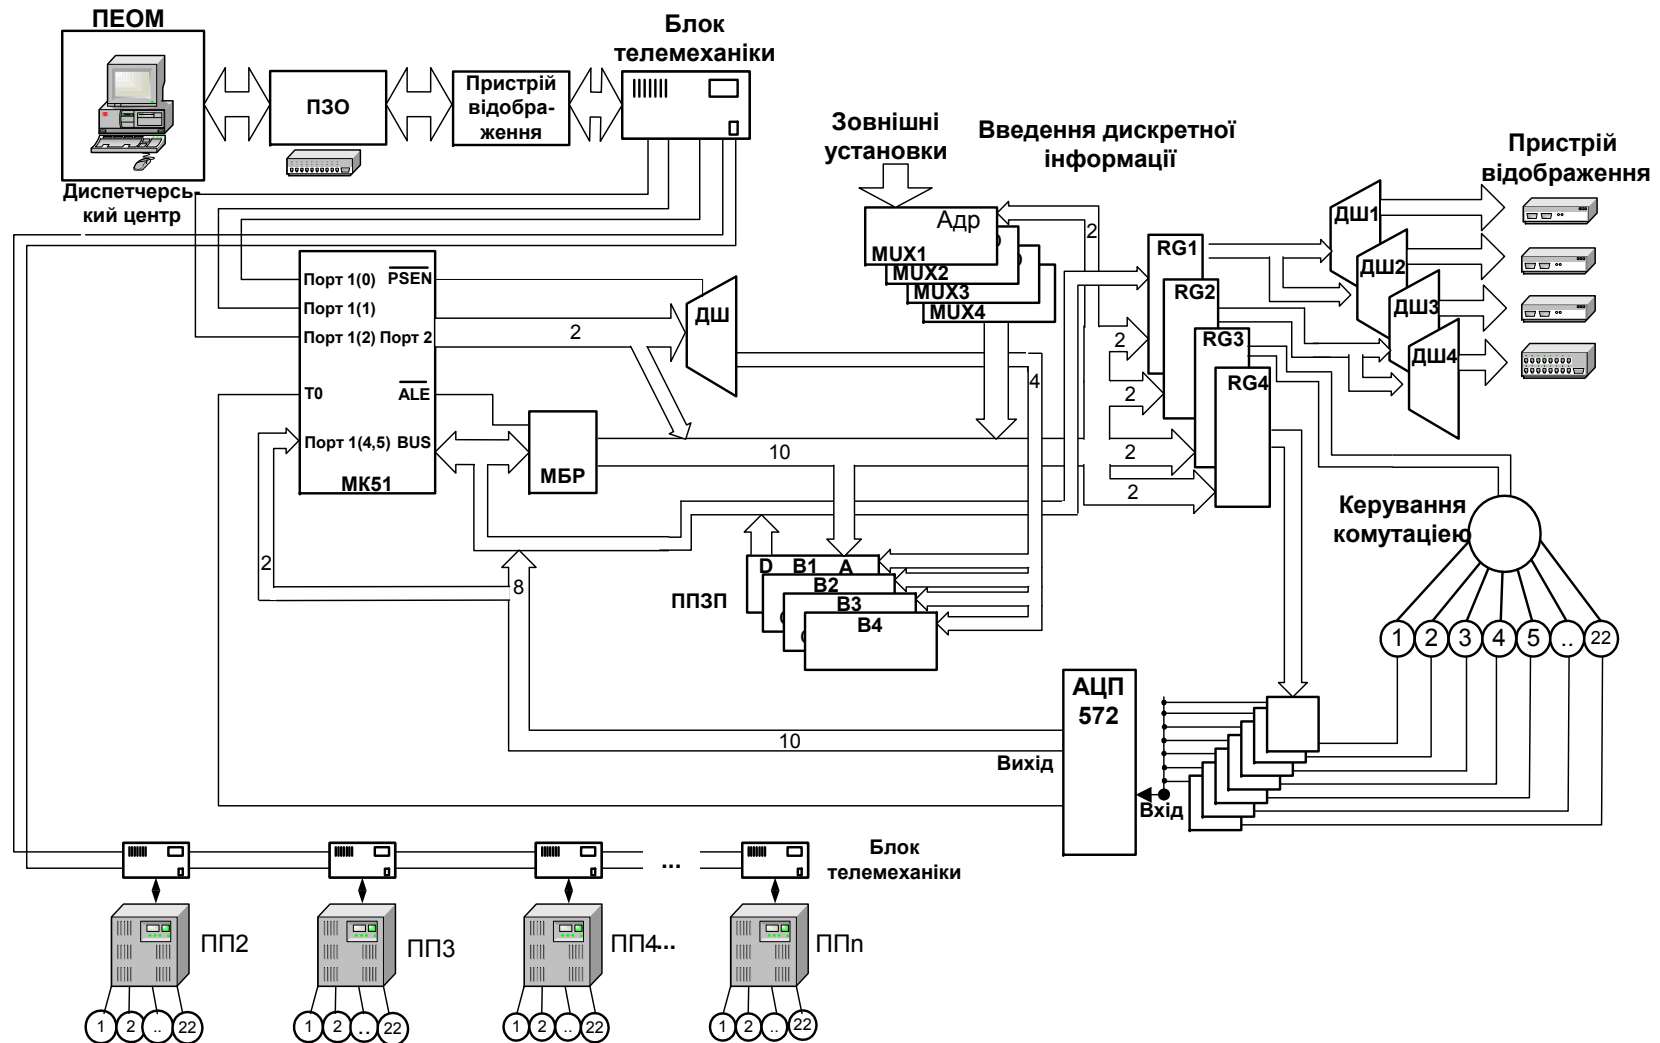 ПЕОМ
Блок
телемеханіки
ПЗО
Пристрій
відобра-
ження
Диспетчерсь-
кий центр
Зовнішні
установки
Введення дискретної
інформації
Пристрій
відображення
Адр
MUX1
MUX2
MUX3
MUX4
2
RG1
RG2
RG3
RG4
ДШ1
ДШ2
ДШ3
ДШ4
Порт 1(0) PSEN
Порт 1(1)
Порт 1(2) Порт 2
T0 ALE
Порт 1(4,5) BUS
МК51
2
ДШ
4
2
2
2
2
МБР
10
2
8
D B1 A
B2
B3
B4
ППЗП
Керування
комутацією
1 2 3 4 5 .. 22
АЦП
572
10
Вихід
Вхід
...
Блок
телемеханіки
ПП2
ПП3
ПП4...
ППn
1 2 .. 22
1 2 .. 22
1 2 .. 22
1 2 .. 22